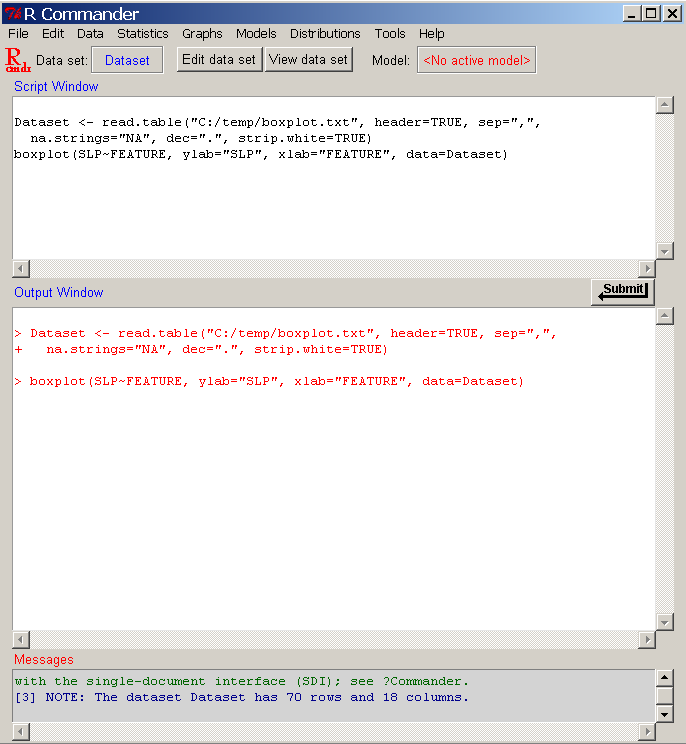 R Commander
File Edit Data Statistics Graphs Models Distributions Tools Help
R cmdr Data set: Dataset Edit data set View data set Model: <No active model>
Script Window
Dataset <- read.table("C:/temp/boxplot.txt", header=TRUE, sep=",",
  na.strings="NA", dec=".", strip.white=TRUE)
boxplot(SLP~FEATURE, ylab="SLP", xlab="FEATURE", data=Dataset)
Submit
Output Window
> Dataset <- read.table("C:/temp/boxplot.txt", header=TRUE, sep=",",
+   na.strings="NA", dec=".", strip.white=TRUE)
> boxplot(SLP~FEATURE, ylab="SLP", xlab="FEATURE", data=Dataset)
Messages
with the single-document interface (SDI); see ?Commander.
[3] NOTE: The dataset Dataset has 70 rows and 18 columns.